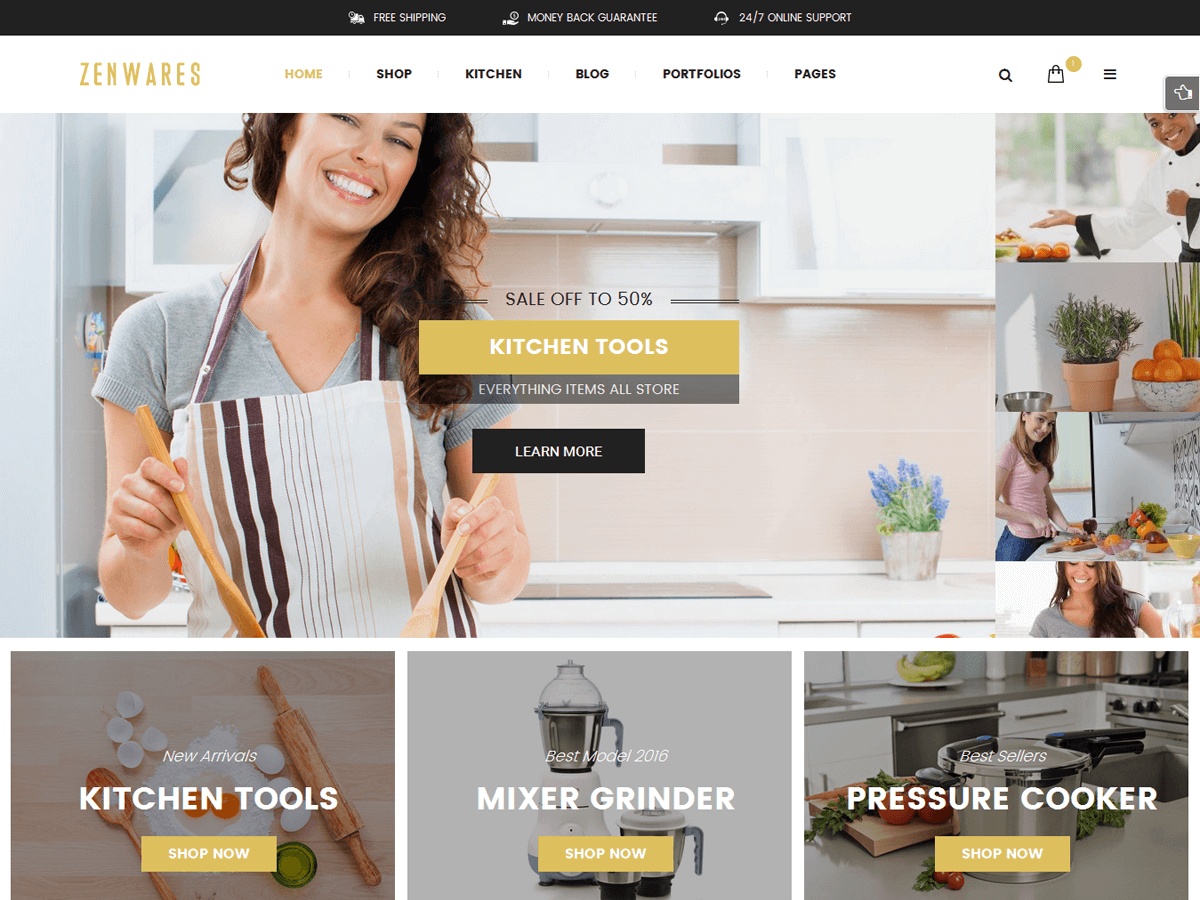 FREE SHIPPING
MONEY BACK GUARANTEE
24/7 ONLINE SUPPORT
ZENWARES
HOME
SHOP
KITCHEN
BLOG
PORTFOLIOS
PAGES
1
SALE OFF TO 50%
KITCHEN TOOLS
EVERYTHING ITEMS ALL STORE
LEARN MORE
New Arrivals
KITCHEN TOOLS
SHOP NOW
Best Model 2016
MIXER GRINDER
SHOP NOW
Best Sellers
PRESSURE COOKER
SHOP NOW